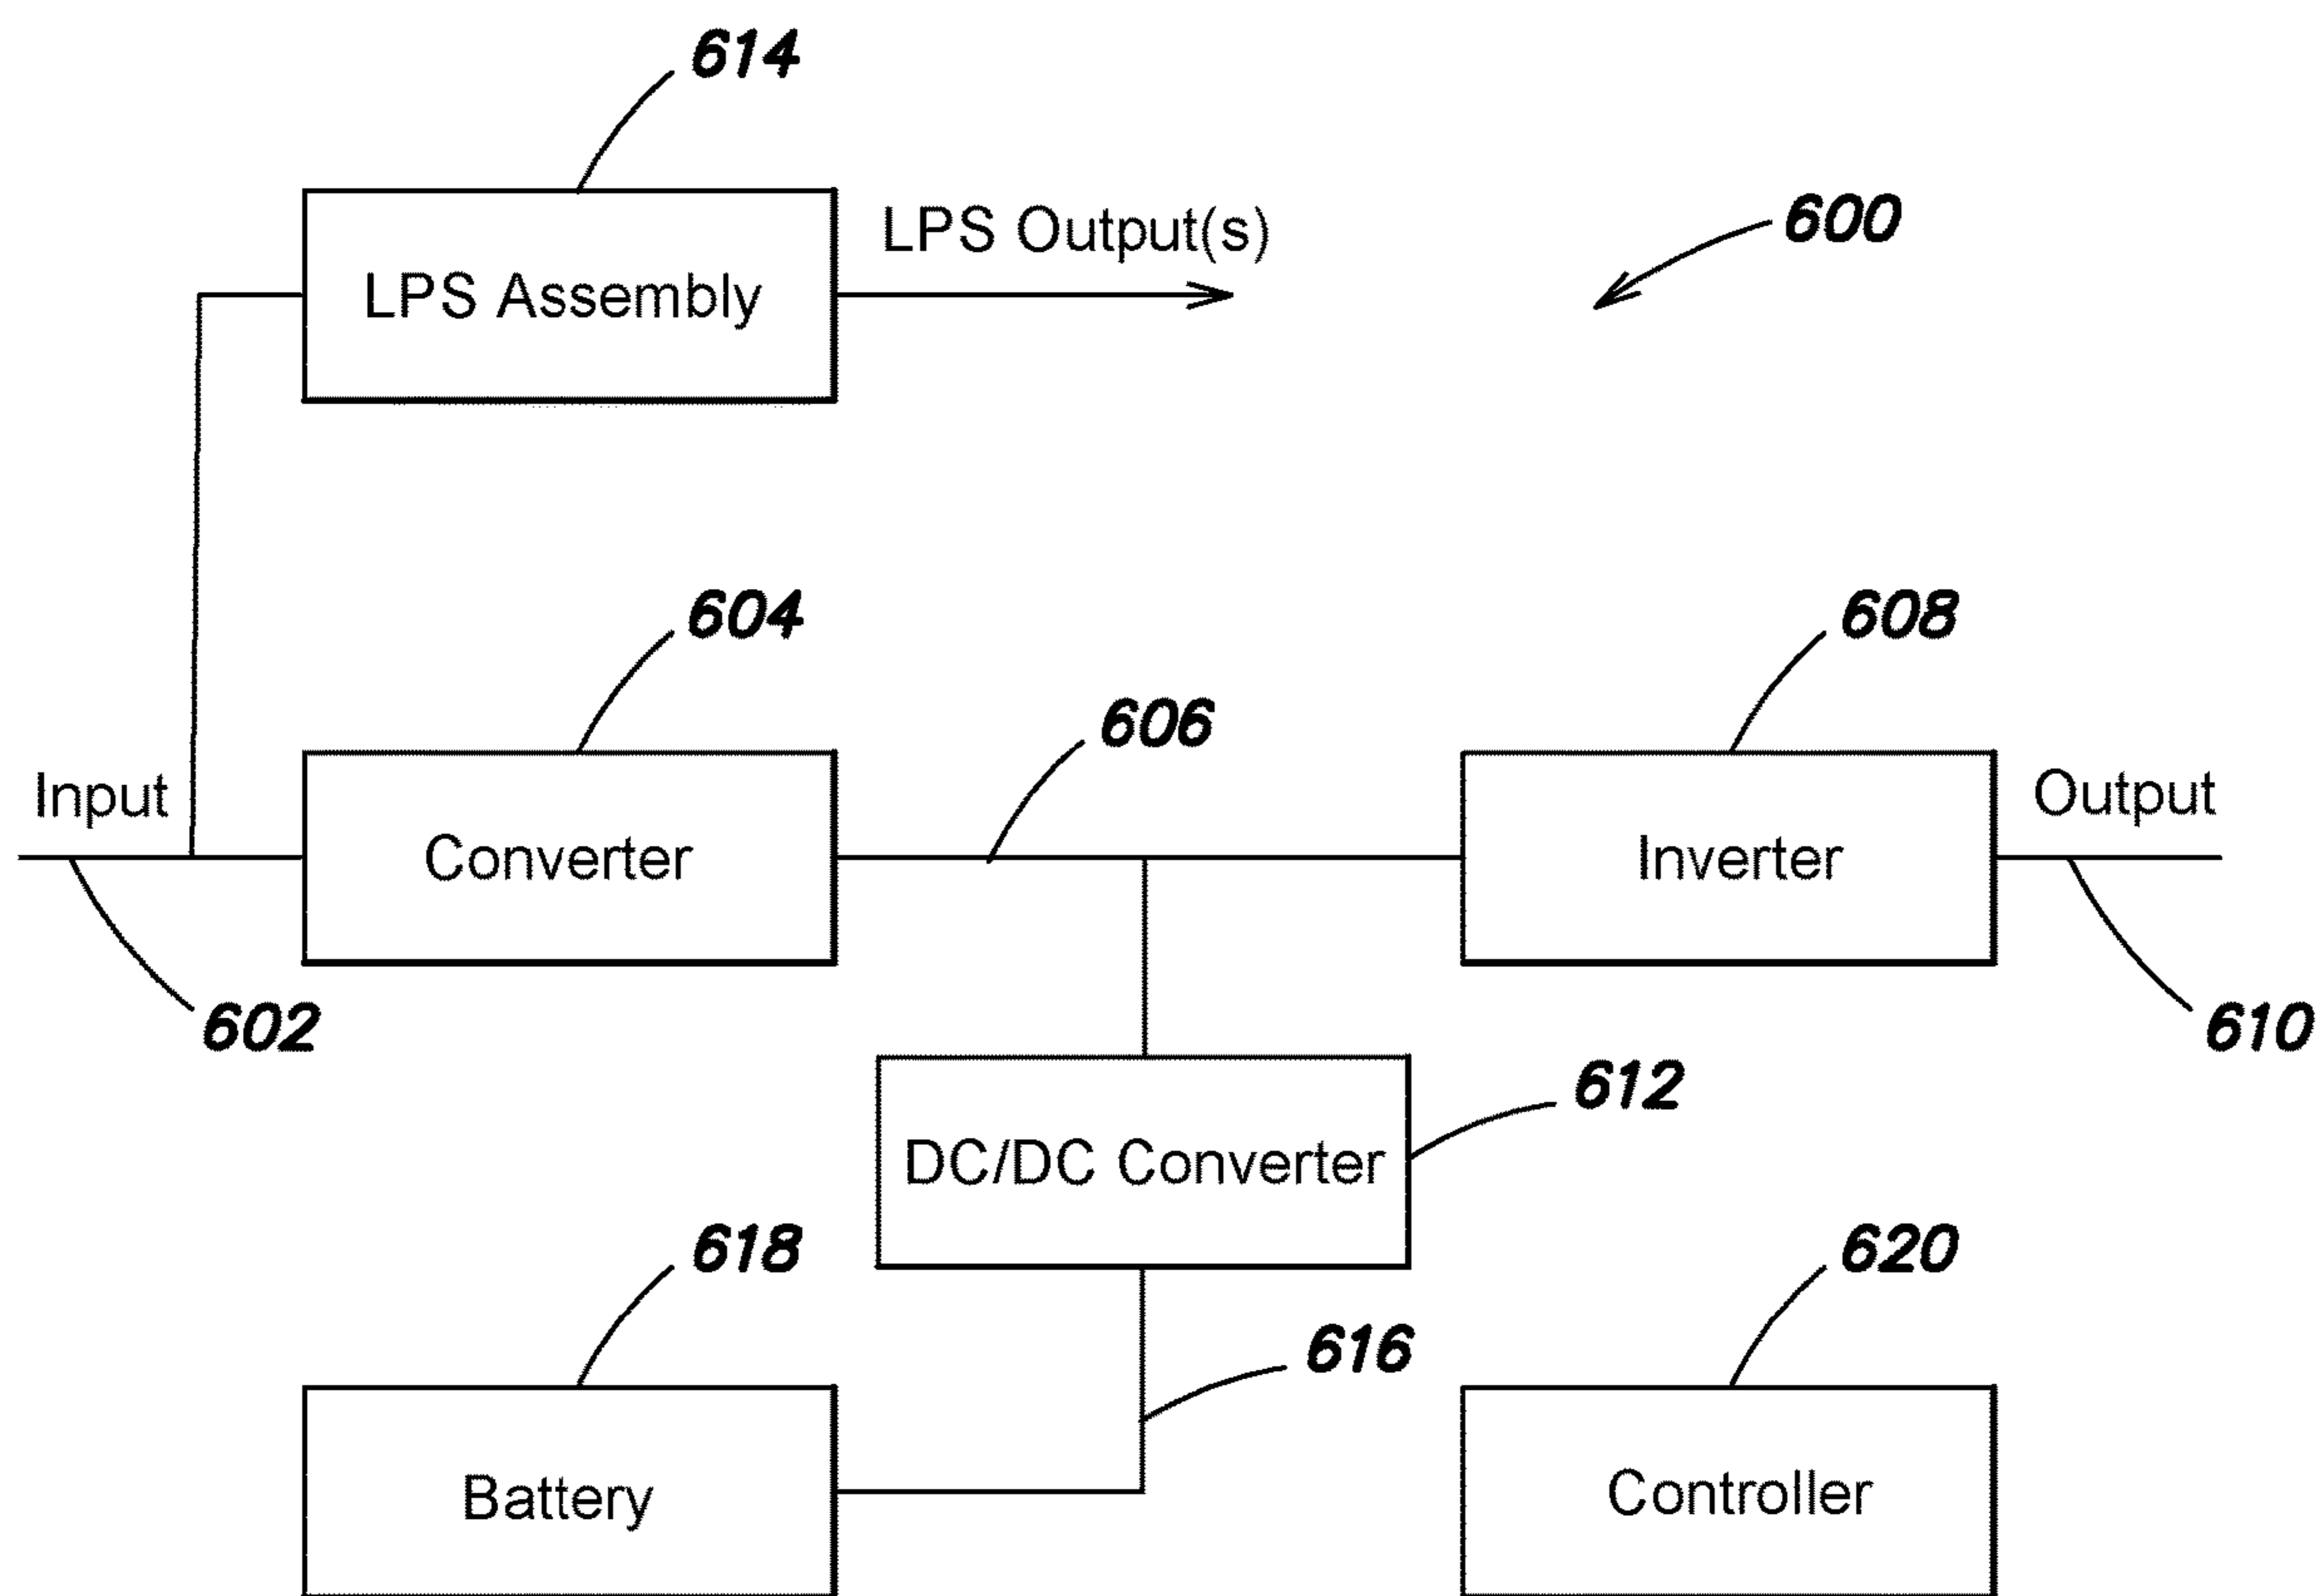 614
LPS Output(s)
600
LPS Assembly
604
608
606
Input
Output
Converter
Inverter
602
610
612
DC/DC Converter
618
620
616
Battery
Controller